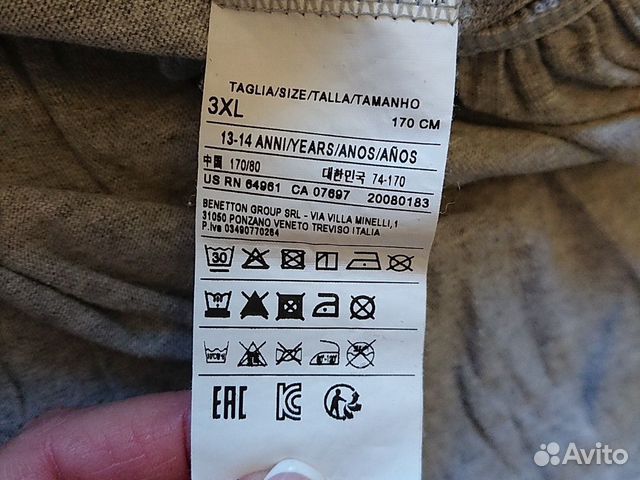 TAGLIA/SIZE/TALLA/TAMANHO
3XL 170 CM
13-14 ANNI/YEARS/ANOS/AÑOS
中国 170/80 대한민국 74-170
US RN 64961 CA 07697 20080183
BENETTON GROUP SRL - VIA VILLA MINELLI,1
31050 PONZANO VENETO TREVISO ITALIA
P.Iva 03490770264
30
EAC KC
Avito